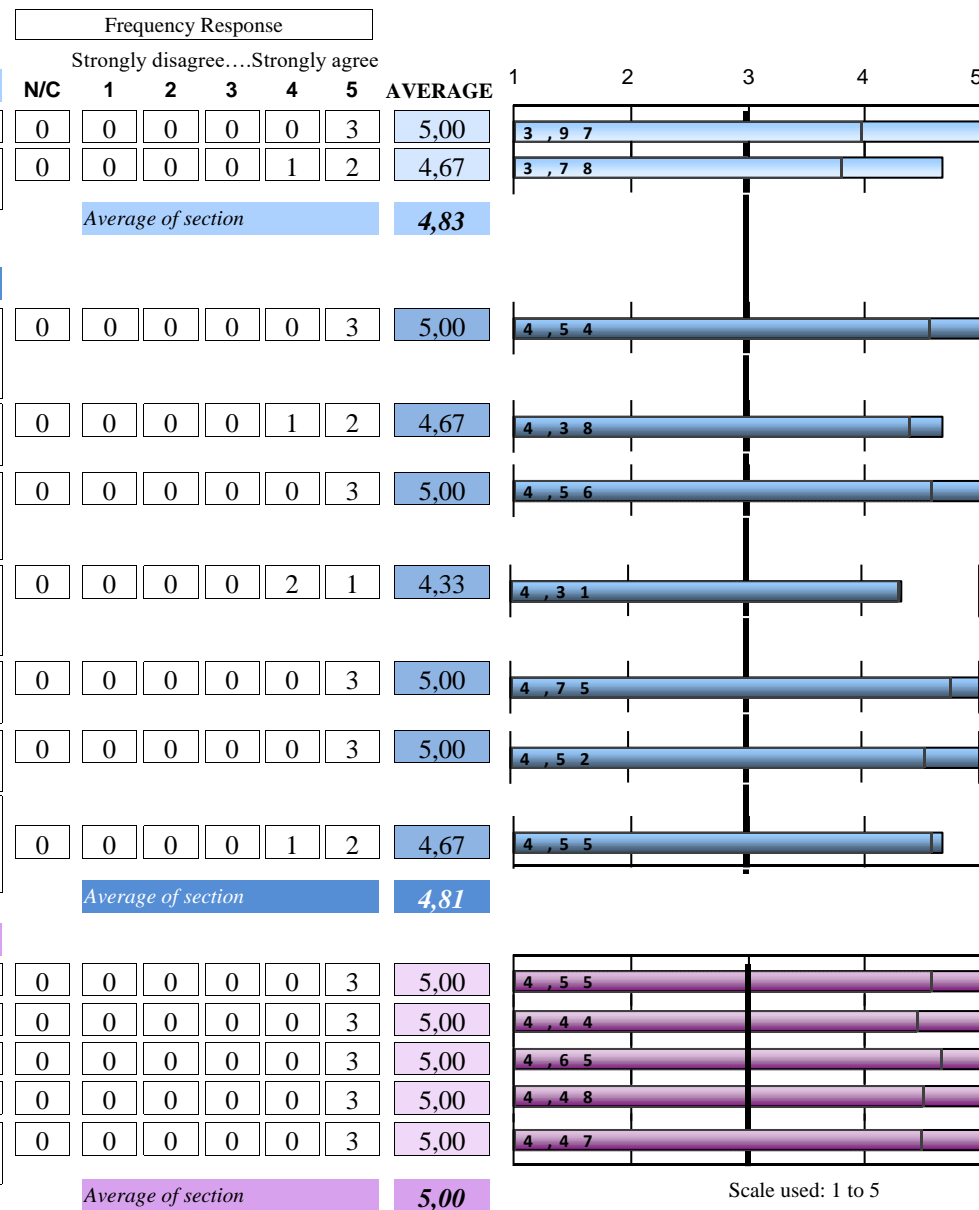 Frequency Response
Strongly disagree….Strongly agree
N/C 1 2 3 4 5 AVERAGE 1 2 3 4 5
0 0 0 0 0 3 5,00 3,97
0 0 0 0 1 2 4,67 3,78
Average of section 4,83
0 0 0 0 0 3 5,00 4,54
0 0 0 0 1 2 4,67 4,38
0 0 0 0 0 3 5,00 4,56
0 0 0 0 2 1 4,33 4,31
0 0 0 0 0 3 5,00 4,75
0 0 0 0 0 3 5,00 4,52
0 0 0 0 1 2 4,67 4,55
Average of section 4,81
0 0 0 0 0 3 5,00 4,55
0 0 0 0 0 3 5,00 4,44
0 0 0 0 0 3 5,00 4,65
0 0 0 0 0 3 5,00 4,48
0 0 0 0 0 3 5,00 4,47
Average of section 5,00
Scale used: 1 to 5